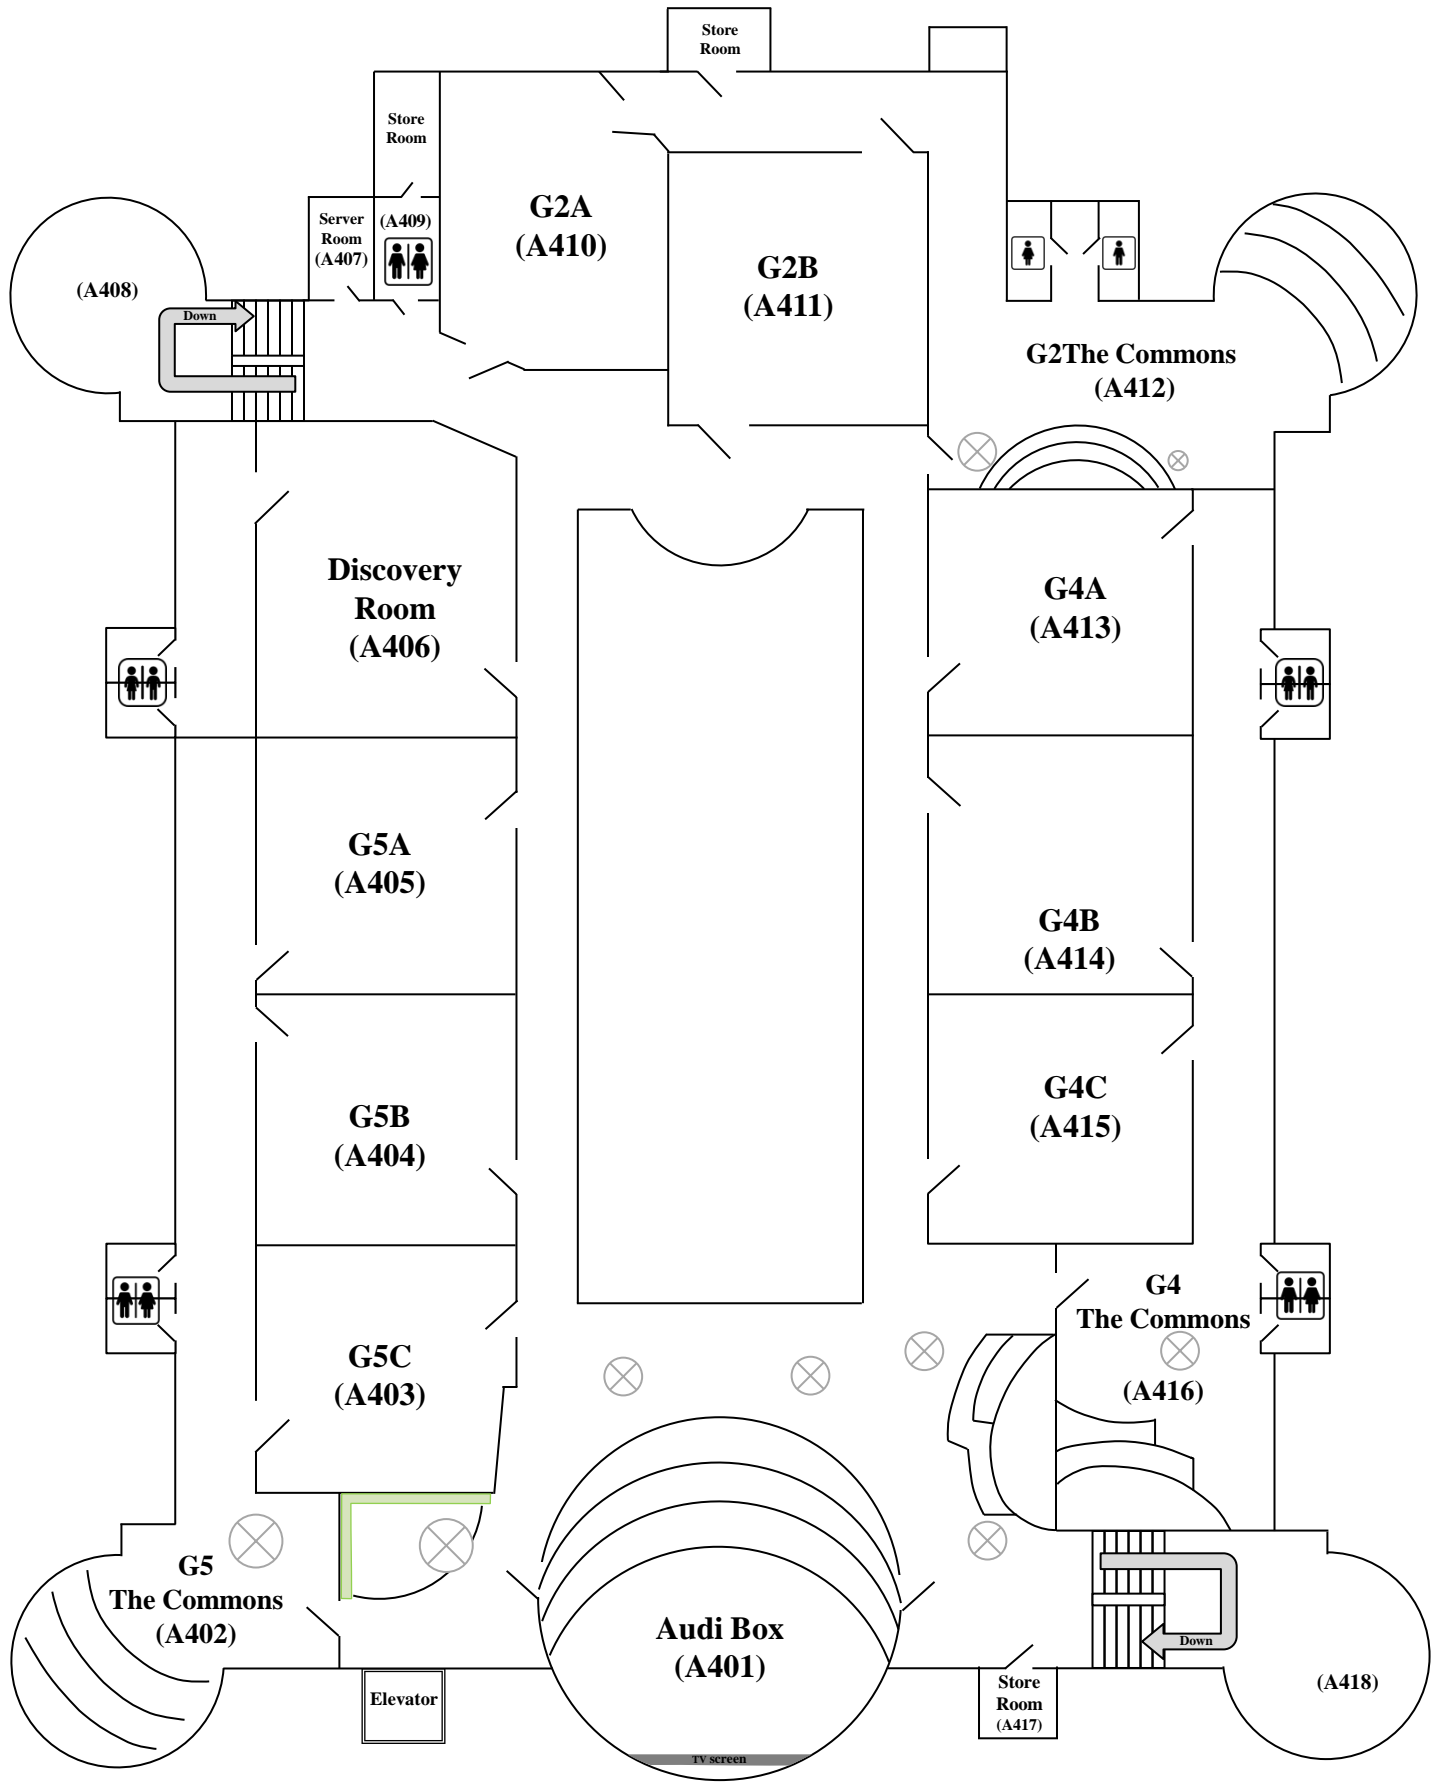 Store
Room
Store
Room
Server
Room
(A407)
(A409)
G2A
(A410)
G2B
(A411)
(A408)
Down
G2The Commons
(A412)
Discovery
Room
(A406)
G4A
(A413)
G5A
(A405)
G4B
(A414)
G5B
(A404)
G4C
(A415)
G4
The Commons
(A416)
G5C
(A403)
G5
The Commons
(A402)
Audi Box
(A401)
Down
Elevator
Store
Room
(A417)
(A418)
TV screen